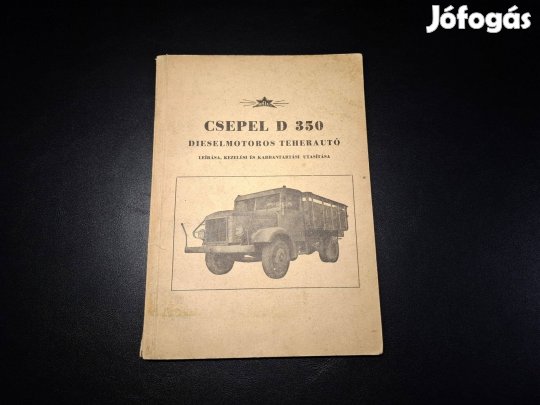 Jófogás
CSEPEL D 350
DIESELMOTOROS TEHERAUTÓ
LEÍRÁSA, KEZELÉSI ÉS KARBANTARTÁSI UTASÍTÁSA